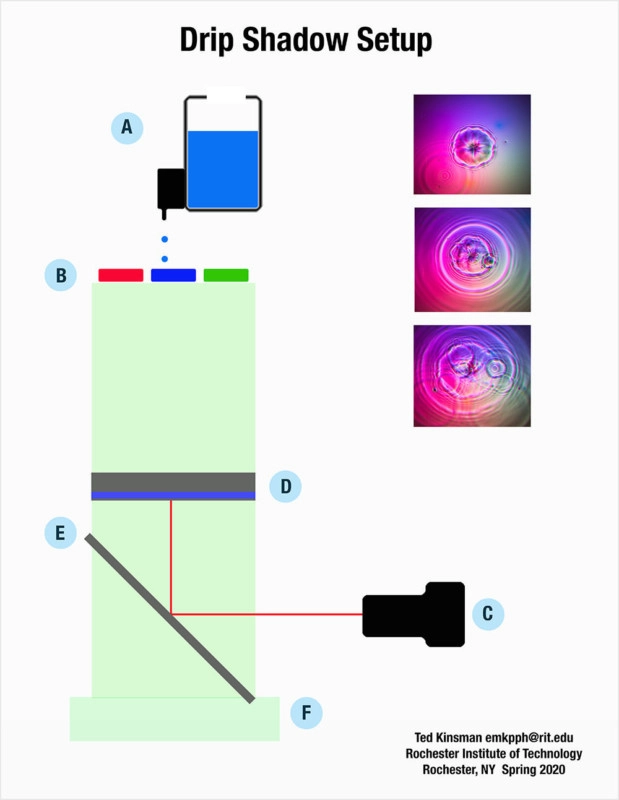 Drip Shadow Setup
A
B
D
E
C
F
Ted Kinsman emkpph@rit.edu
Rochester Institute of Technology
Rochester, NY Spring 2020